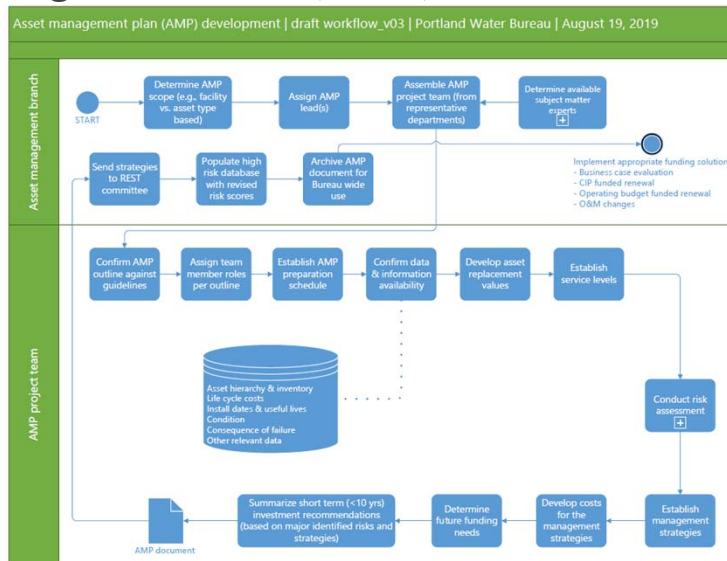 Asset management plan (AMP) development | draft workflow_v03 | Portland Water Bureau | August 19, 2019
Asset management branch
START
Determine AMP
scope (e.g., facility
vs. asset type
based)
Assign AMP
lead(s)
Assemble AMP
project team (from
representative
departments)
Determine available
subject matter
experts
Send strategies
to REST
committee
Populate high
risk database
with revised
risk scores
Archive AMP
document for
Bureau wide
use
Implement appropriate funding solution
- Business case evaluation
- CIP funded renewal
- Operating budget funded renewal
- O&M changes
AMP project team
Confirm AMP
outline against
guidelines
Assign team
member roles
per outline
Establish AMP
preparation
schedule
Confirm data
& information
availability
Develop asset
replacement
values
Establish
service levels
Asset hierarchy & inventory
Life cycle costs
Install dates & useful lives
Condition
Consequence of failure
Other relevant data
Conduct risk
assessment
AMP document
Summarize short term (<10 yrs)
investment recommendations
(based on major identified risks and
strategies)
Determine
future funding
needs
Develop costs
for the
management
strategies
Establish
management
strategies